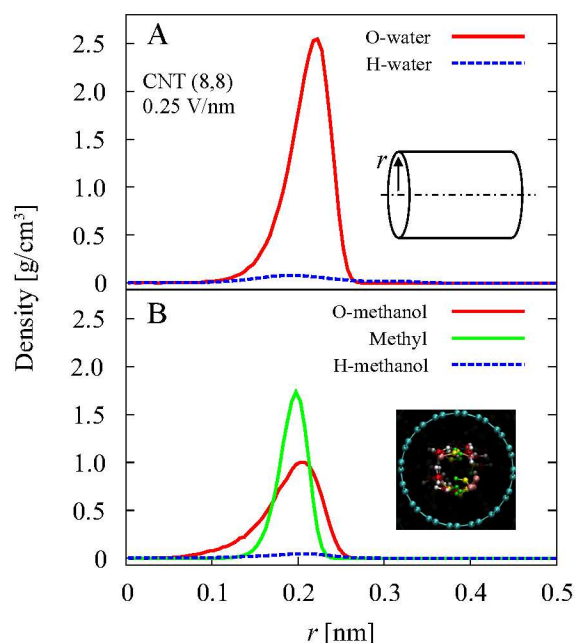 A
O-water
H-water
CNT (8,8)
0.25 V/nm
r
2.5
2.0
1.5
1.0
0.5
0
Density [g/cm³]
B
O-methanol
Methyl
H-methanol
2.5
2.0
1.5
1.0
0.5
0
0 0.1 0.2 0.3 0.4 0.5
r [nm]